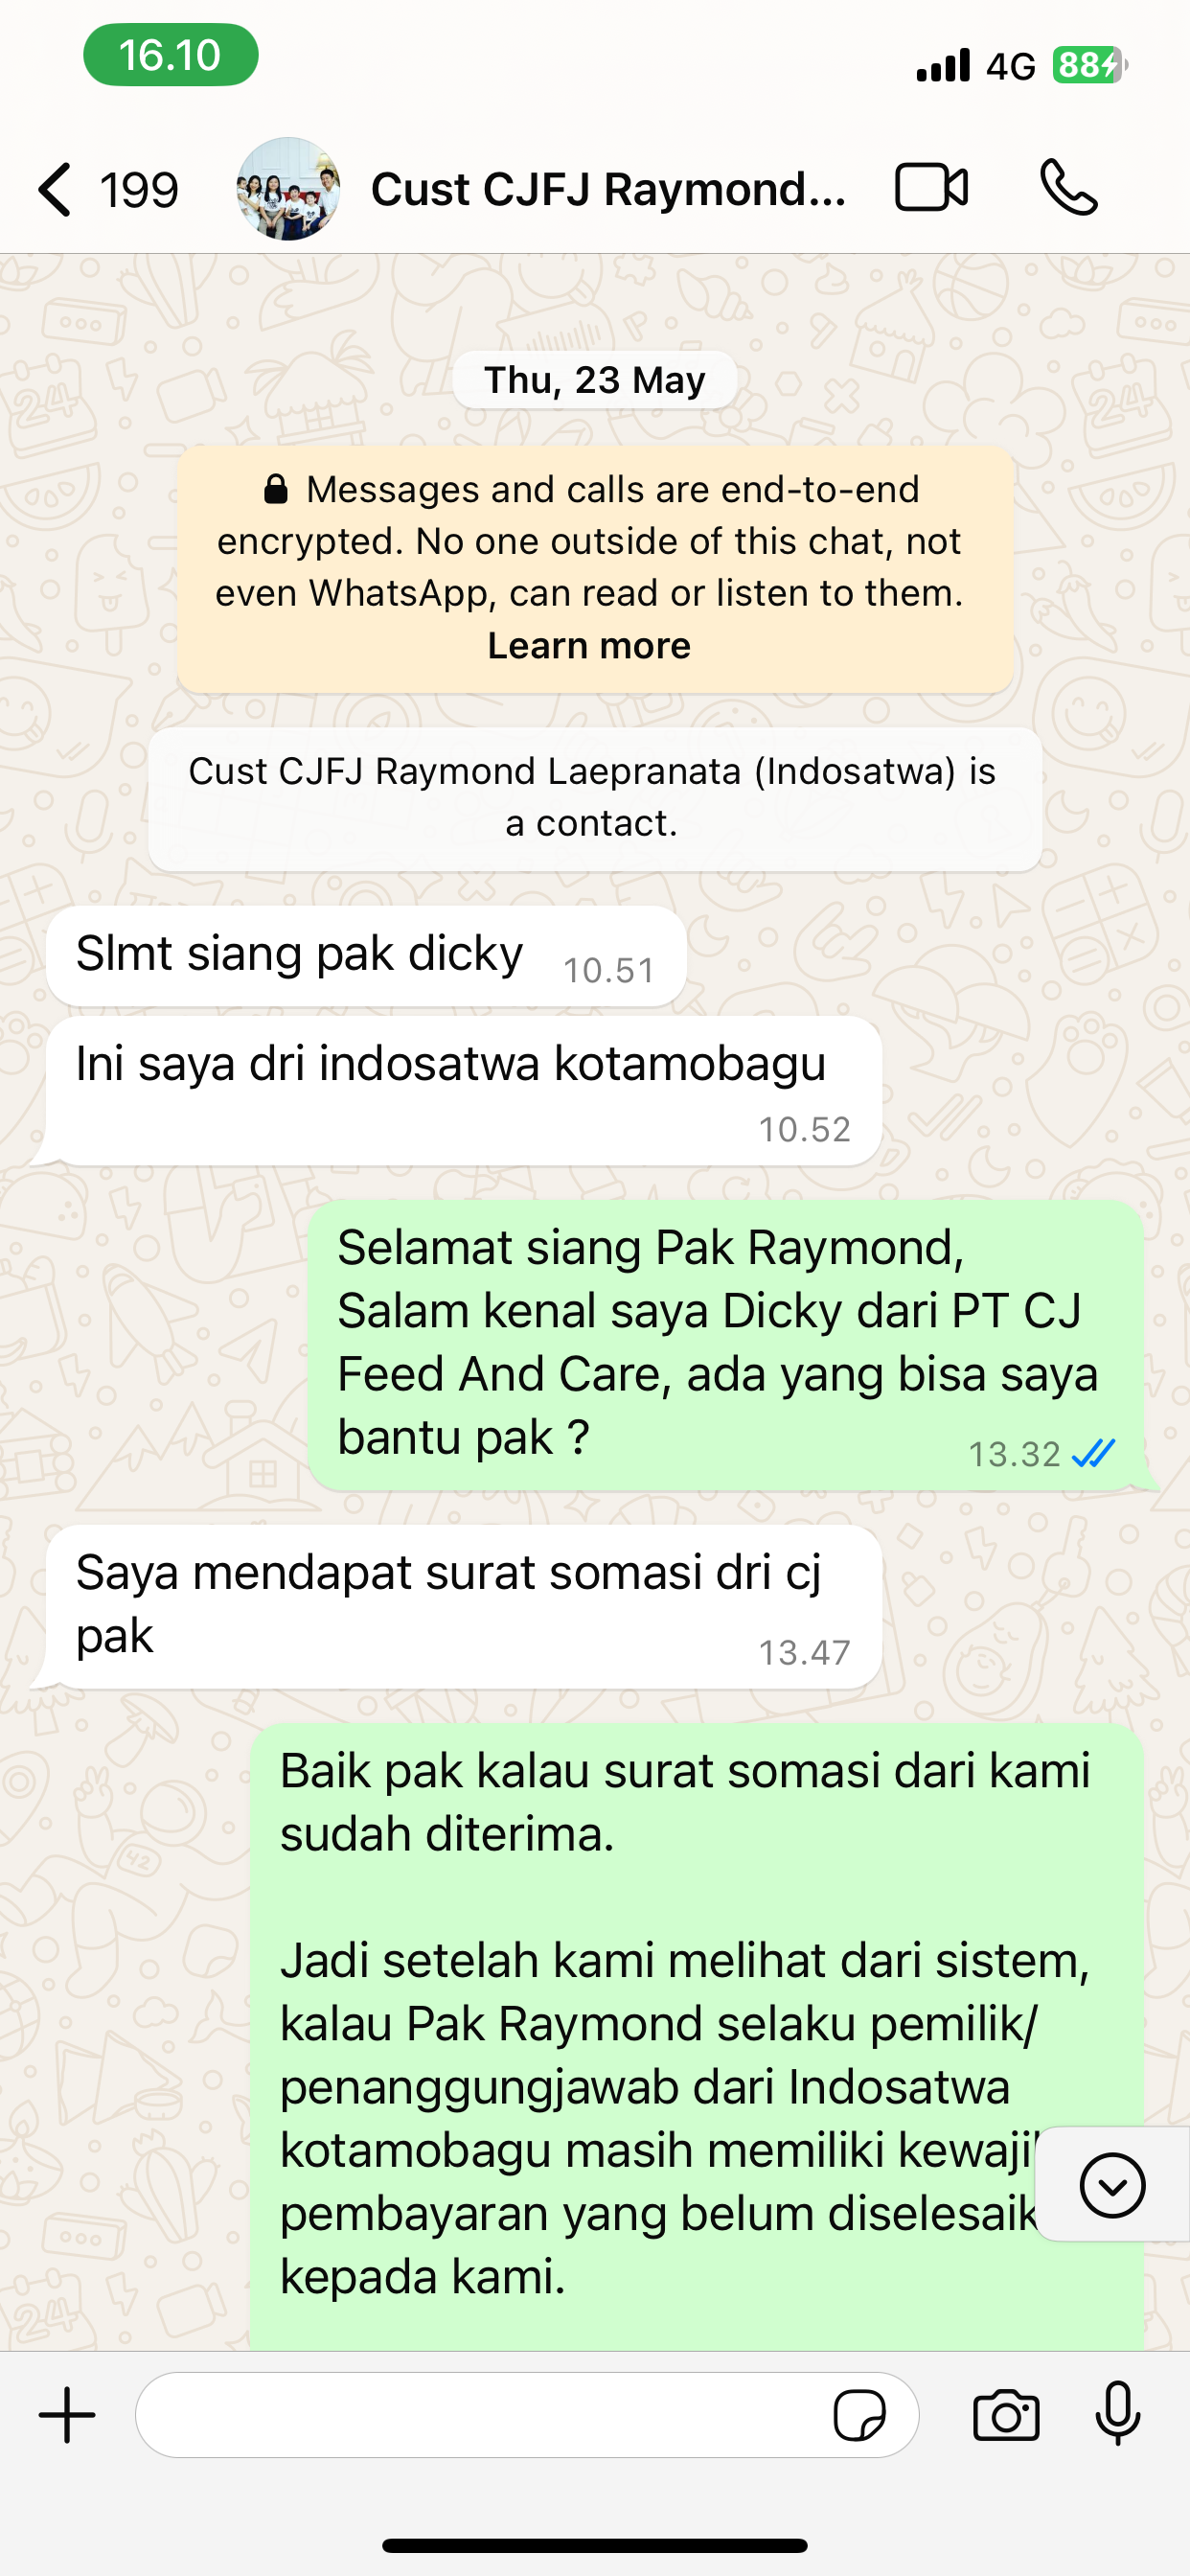 16.10
4G 88
199 Cust CJFJ Raymond...
Thu, 23 May
Messages and calls are end-to-end
encrypted. No one outside of this chat, not
even WhatsApp, can read or listen to them.
Learn more
Cust CJFJ Raymond Laepranata (Indosatwa) is
a contact.
Slmt siang pak dicky 10.51
Ini saya dri indosatwa kotamobagu
10.52
Selamat siang Pak Raymond,
Salam kenal saya Dicky dari PT CJ
Feed And Care, ada yang bisa saya
bantu pak ?
13.32
Saya mendapat surat somasi dri cj
pak
13.47
Baik pak kalau surat somasi dari kami
sudah diterima.
Jadi setelah kami melihat dari sistem,
kalau Pak Raymond selaku pemilik/
penanggungjawab dari Indosatwa
kotamobagu masih memiliki
pembayaran yang belum
kepada kami.